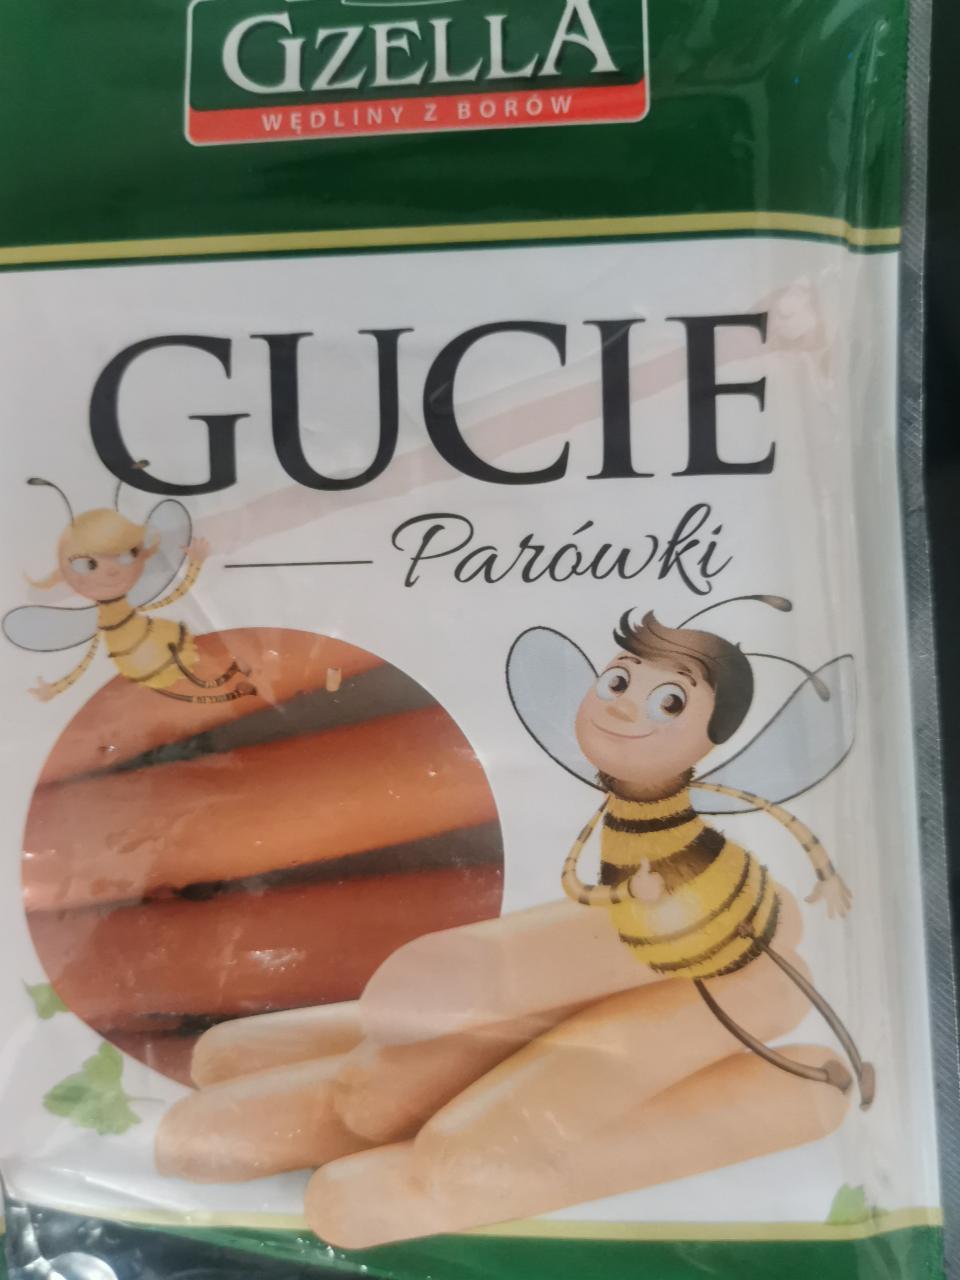 GZELLA
WĘDLINY Z BORÓW
GUCIE
Parówki